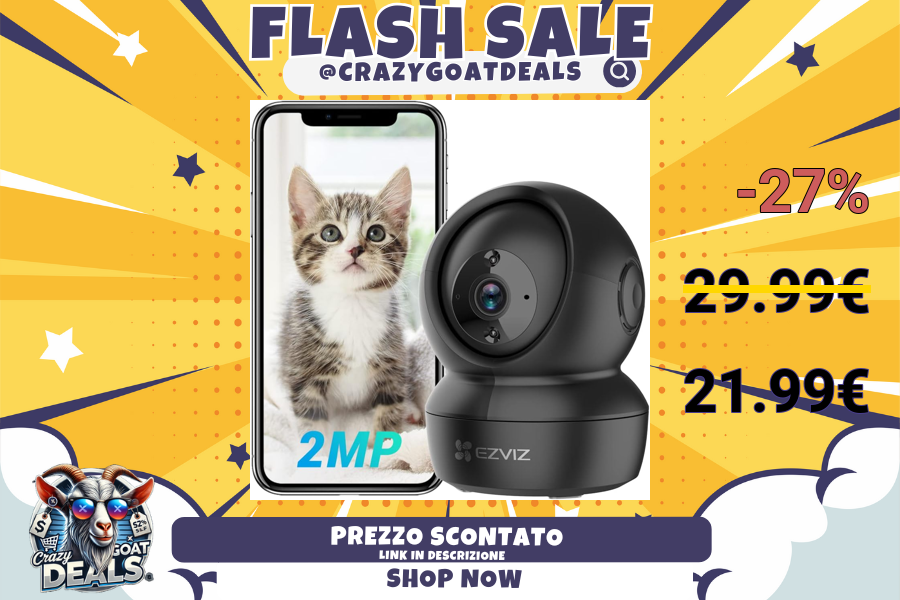 FLASH SALE
@CRAZYGOATDEALS
-27%
29.99€
21.99€
2MP
EZVIZ
$
52%
Crazy
GOAT
DEALS
PREZZO SCONTATO
LINK IN DESCRIZIONE
SHOP NOW